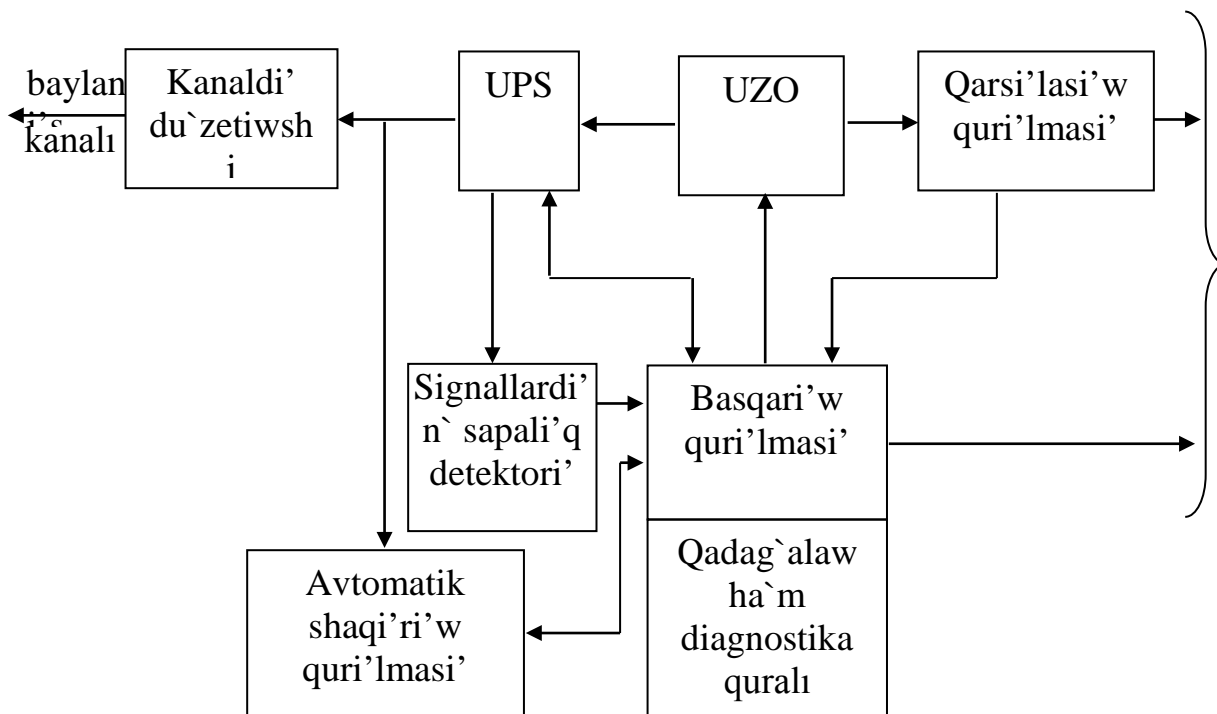 baylan
kanalı
Kanaldi’
du`zetiwsh
i
UPS
UZO
Qarsi’lasi’w
quri’lmasi’
Signallardi’
n` sapali’q
detektori’
Basqari’w
quri’lmasi’
Avtomatik
shaqi’ri’w
quri’lmasi’
Qadag`alaw
ha`m
diagnostika
quralı